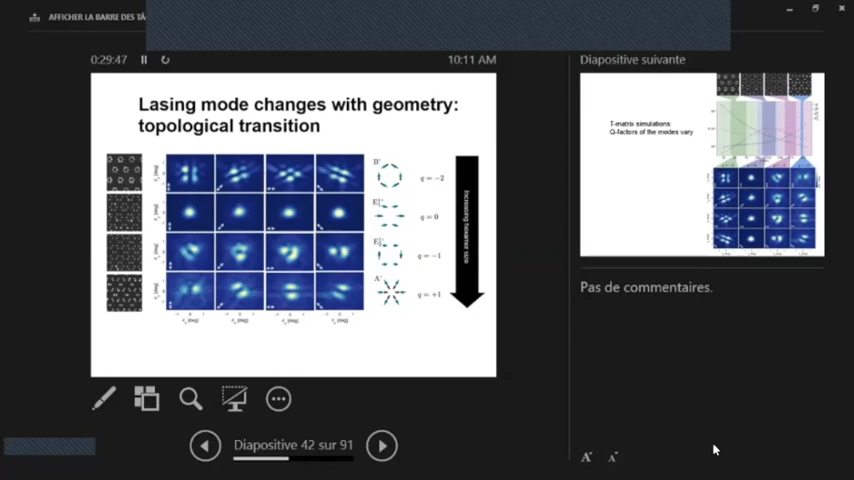 AFFICHER LA BARRE DES TÂ
0:29:47
10:11 AM
Diapositive suivante
Lasing mode changes with geometry:
topological transition
q = −2
q = 0
q = −1
q = +1
Increasing hexamer size
T-matrix simulations:
Q-factors of the modes vary
Pas de commentaires.
Diapositive 42 sur 91
A A